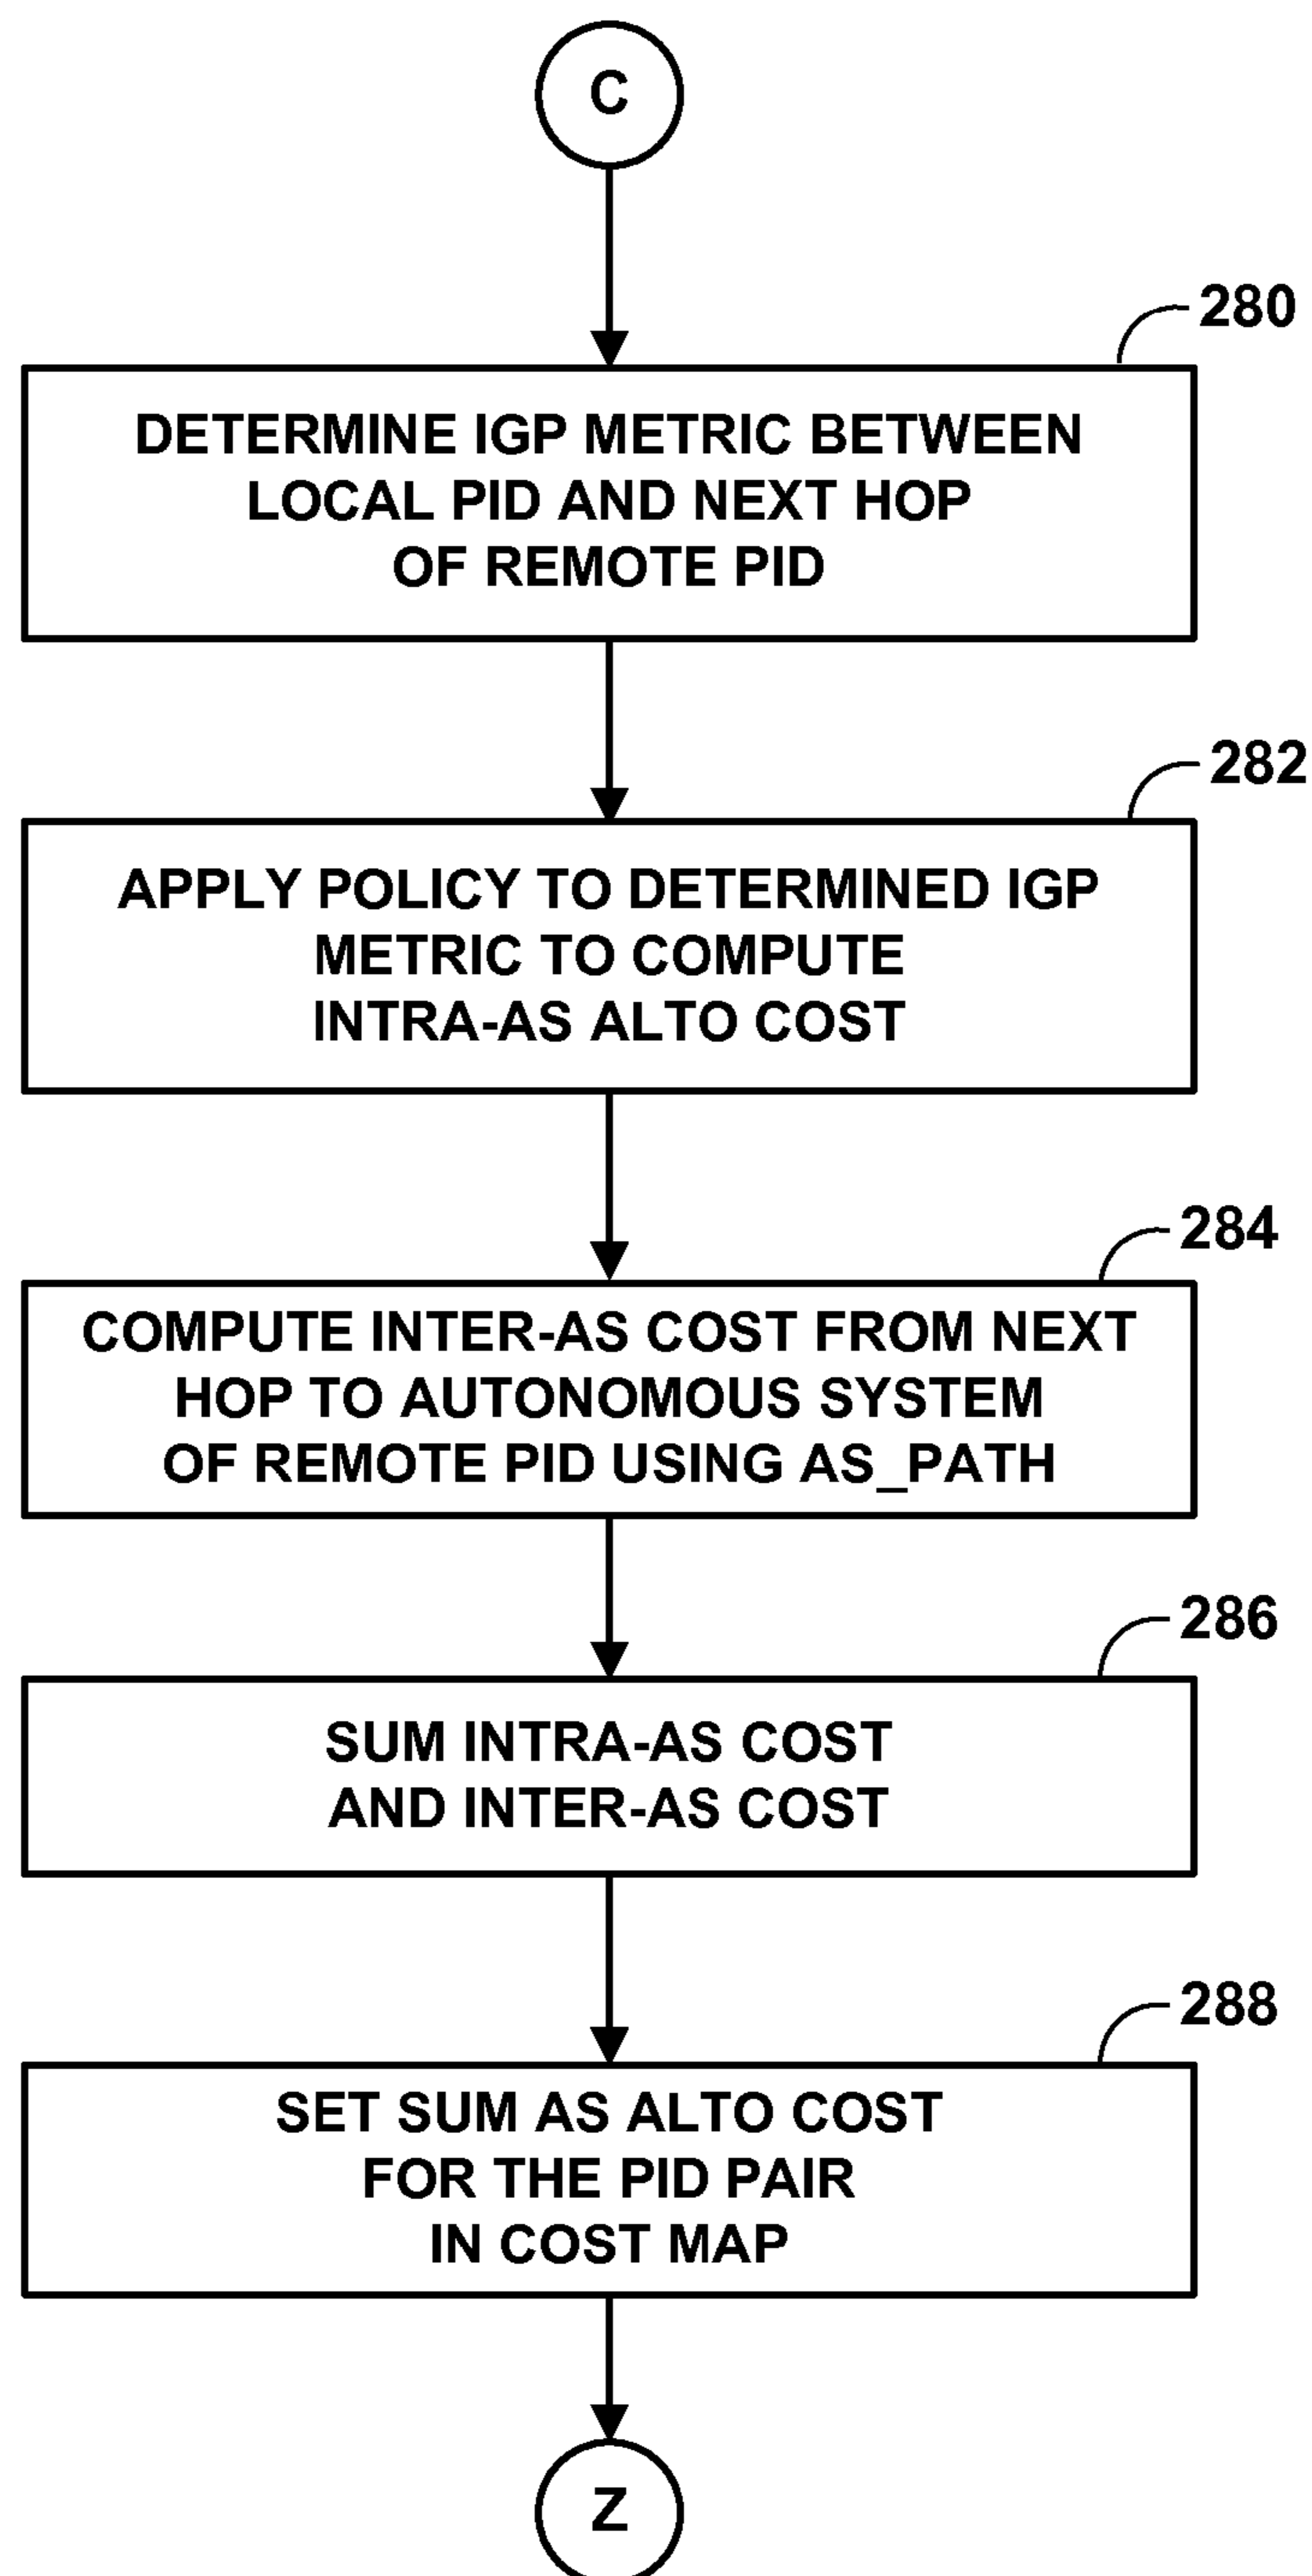 C
280
DETERMINE IGP METRIC BETWEEN
LOCAL PID AND NEXT HOP
OF REMOTE PID
282
APPLY POLICY TO DETERMINED IGP
METRIC TO COMPUTE
INTRA-AS ALTO COST
284
COMPUTE INTER-AS COST FROM NEXT
HOP TO AUTONOMOUS SYSTEM
OF REMOTE PID USING AS_PATH
286
SUM INTRA-AS COST
AND INTER-AS COST
288
SET SUM AS ALTO COST
FOR THE PID PAIR
IN COST MAP
Z